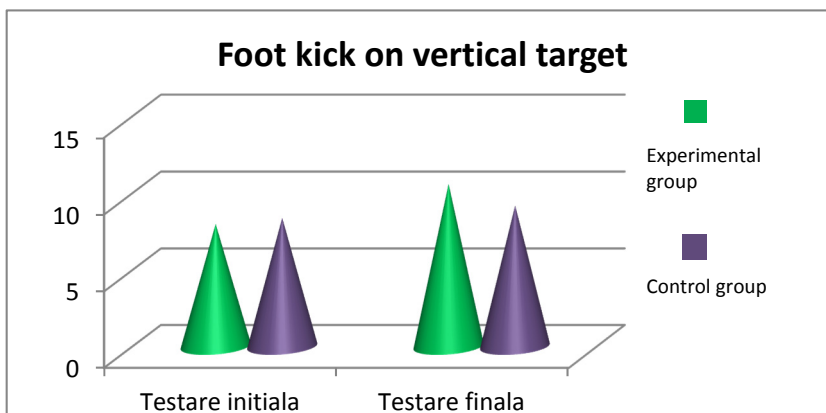 Foot kick on vertical target
15
10
5
0
Testare initiala
Testare finala
Experimental
group
Control group